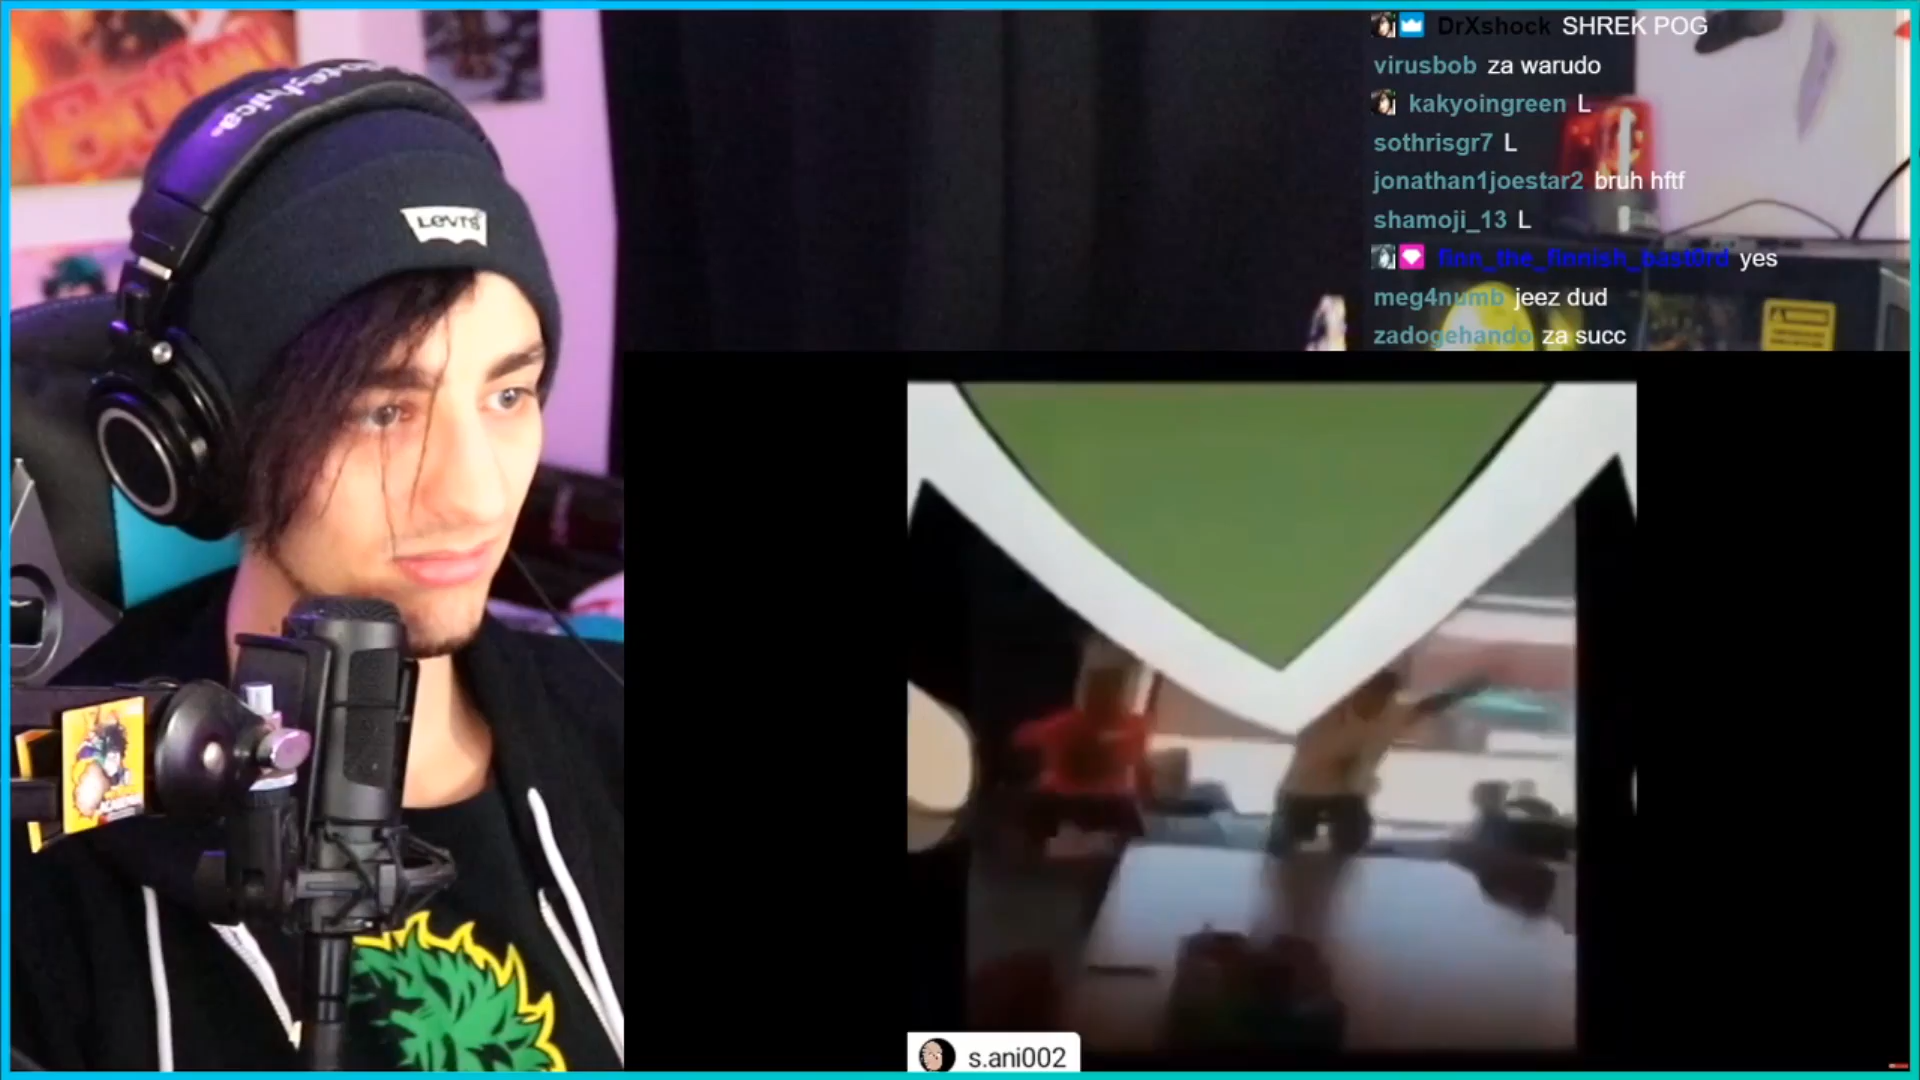 DrXshock SHREK POG
virusbob za warudo
kakyoingreen L
sothrisgr7 L
jonathan1joestar2 bruh hftf
shamoji_13 L
finn_the_finnish_bast0rd yes
meg4numb jeez dud
zadogehando za succ
Levi's
s.ani002